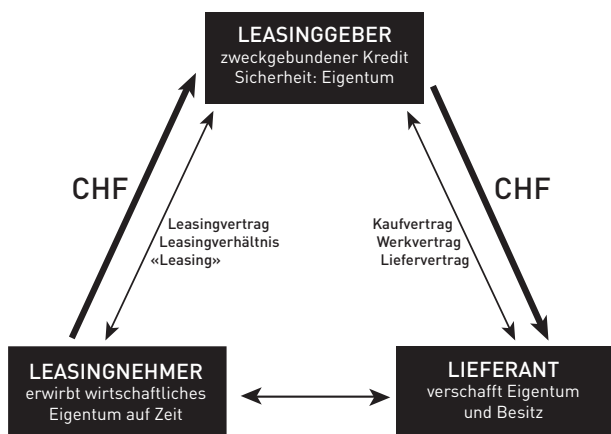 LEASINGGEBER
zweckgebundener Kredit
Sicherheit: Eigentum
CHF
CHF
Leasingvertrag
Leasingverhältnis
«Leasing»
Kaufvertrag
Werkvertrag
Liefervertrag
LEASINGNEHMER
erwirbt wirtschaftliches
Eigentum auf Zeit
LIEFERANT
verschafft Eigentum
und Besitz